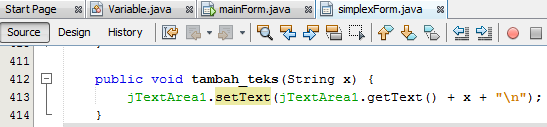 Start Page Variable.java mainForm.java simplexForm.java
Source Design History
411
412 public void tambah_teks(String x) {
413 jTextArea1.setText(jTextArea1.getText() + x + "\n");
414 }